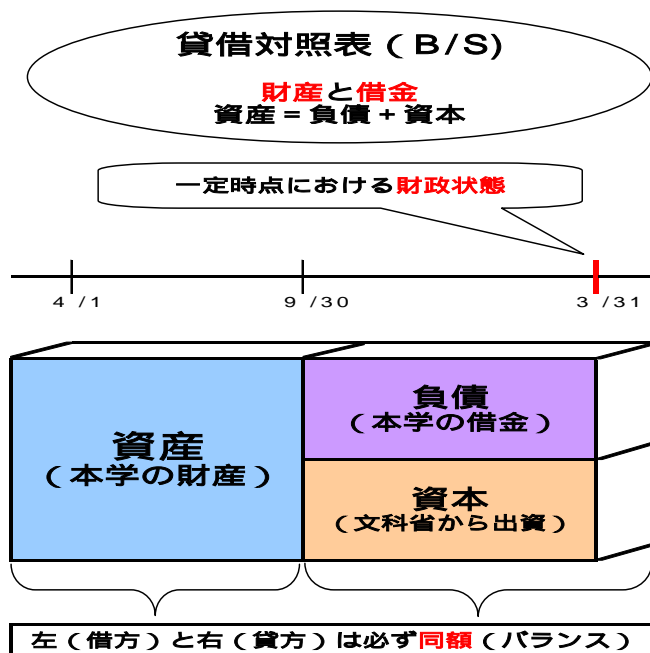 貸借対照表(B/S)
財産と借金
資産=負債+資本
一定時点における財政状態
4/1
9/30
3/31
資産
(本学の財産)
負債
(本学の借金)
資本
(文科省から出資)
左(借方)と右(貸方)は必ず同額(バランス)